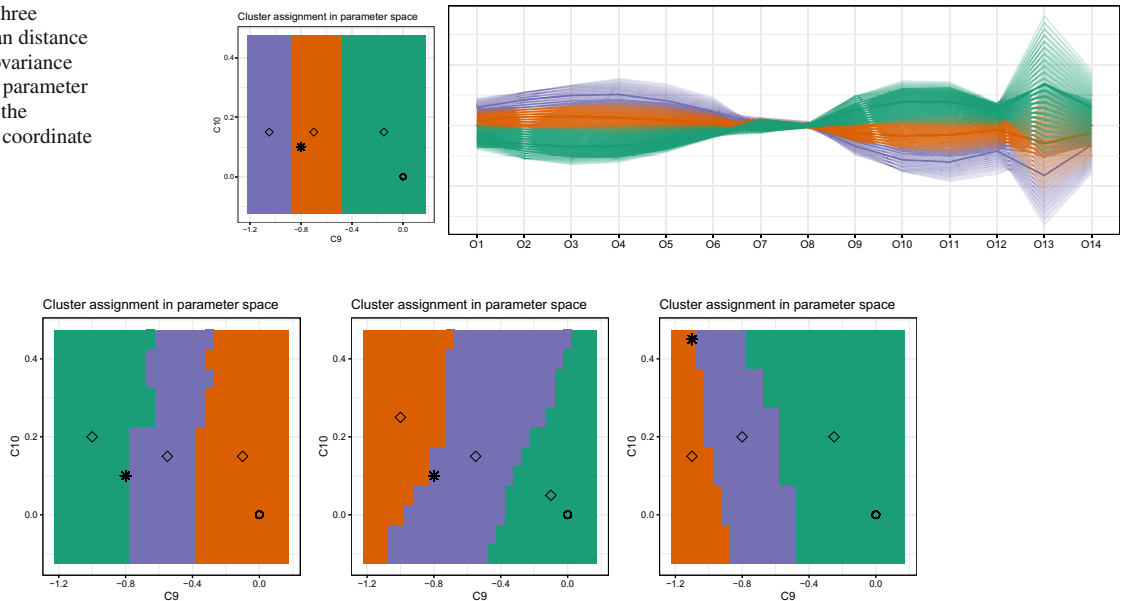 three
an distance
ovariance
parameter
the
coordinate
Cluster assignment in parameter space
0.4
0.2
0.0
C10
−1.2 −0.8 −0.4 0.0
C9
O1 O2 O3 O4 O5 O6 O7 O8 O9 O10 O11 O12 O13 O14
Cluster assignment in parameter space
0.4
0.2
0.0
C10
−1.2 −0.8 −0.4 0.0
C9
Cluster assignment in parameter space
0.4
0.2
0.0
C10
−1.2 −0.8 −0.4 0.0
C9
Cluster assignment in parameter space
0.4
0.2
0.0
C10
−1.2 −0.8 −0.4 0.0
C9